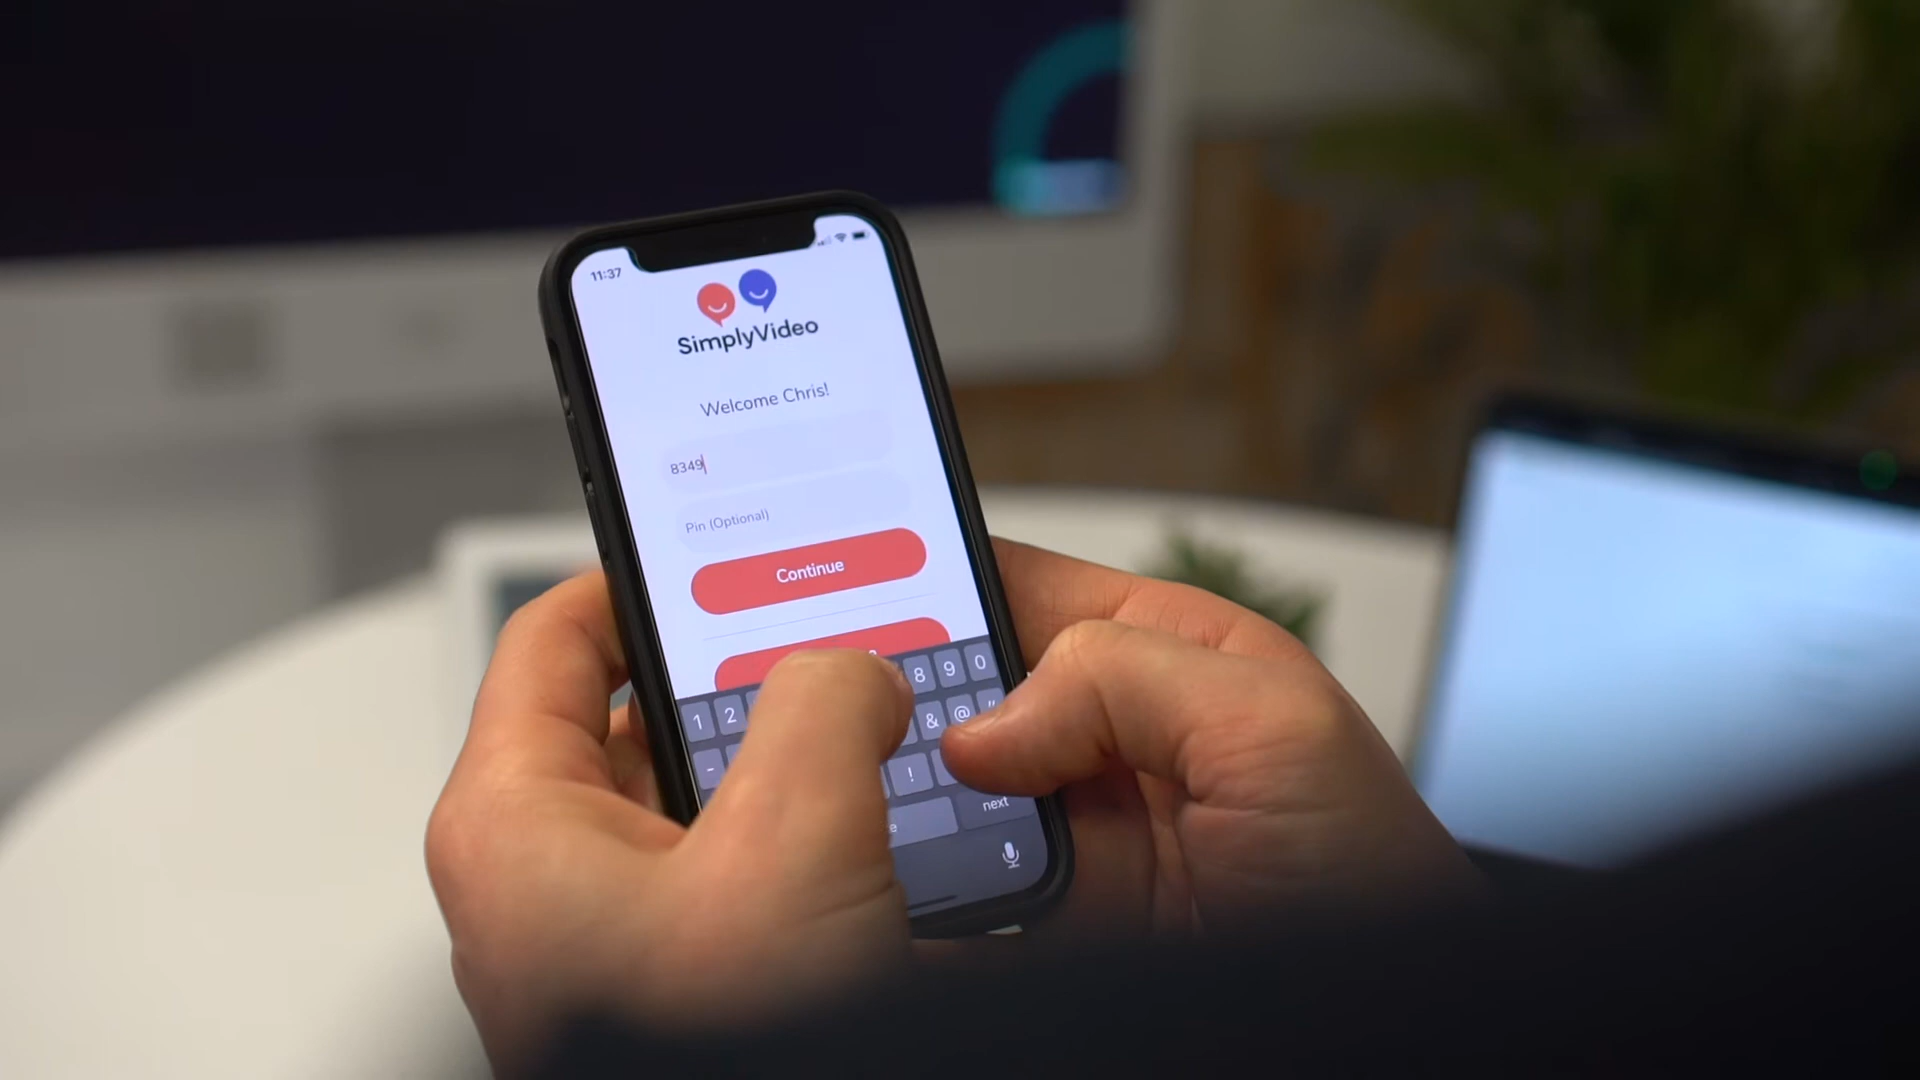 11:37
SimplyVideo
Welcome Chris!
8349
Pin (Optional)
Continue
8 9 0
1 2
& @ "
-
!
next